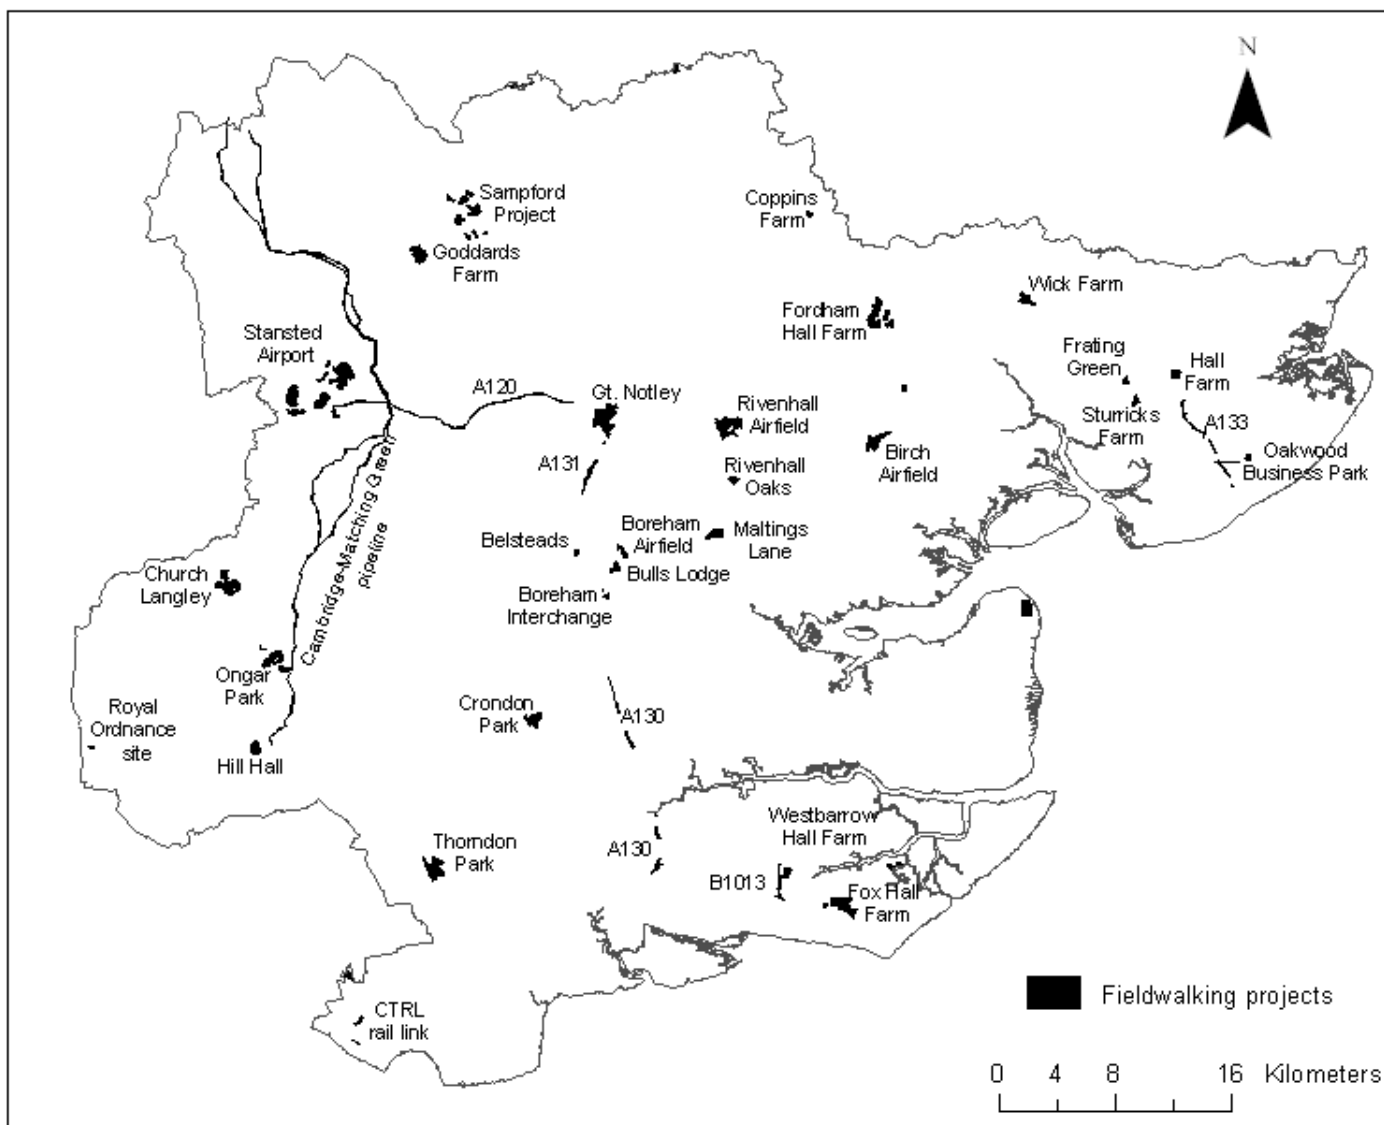 N
Sampford
Project
Goddards
Farm
Coppins
Farm
Wick Farm
Fordham
Hall Farm
Stansted
Airport
Frating
Green
Hall
Farm
A120
Gt. Notley
Rivenhall
Airfield
Sturricks
Farm
A133
Birch
Airfield
Oakwood
Business Park
A131
Rivenhall
Oaks
Cambridge-Matching Green
pipeline
Belsteads
Boreham
Airfield
Maltings
Lane
Bulls Lodge
Church
Langley
Boreham
Interchange
Ongar
Park
Royal
Ordnance
site
Crondon
Park
A130
Hill Hall
Westbarrow
Hall Farm
Thorndon
Park
A130
B1013
Fox Hall
Farm
CTRL
rail link
Fieldwalking projects
0 4 8 16 Kilometers